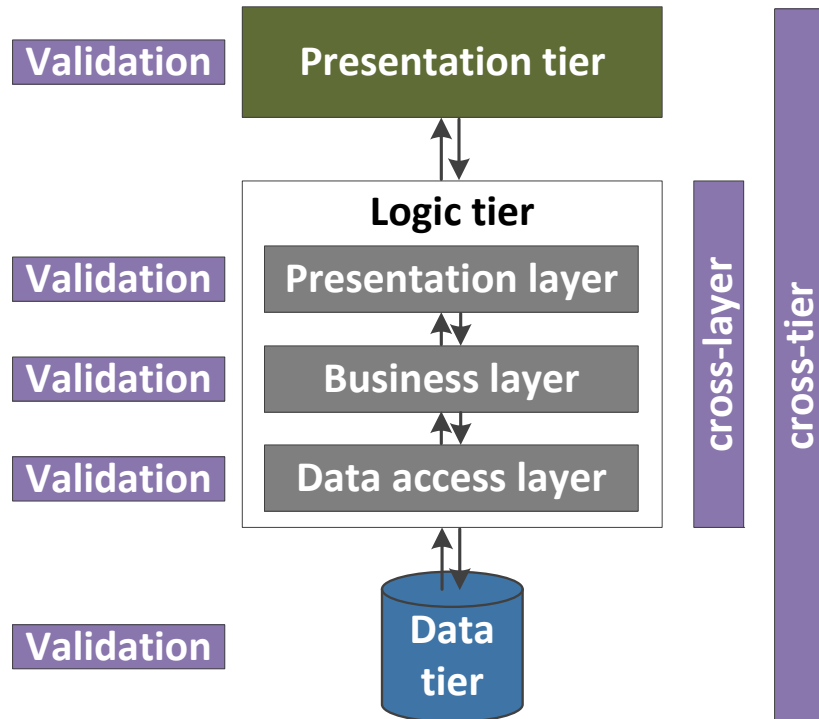 Validation
Presentation tier
Logic tier
Validation
Presentation layer
Validation
Business layer
Validation
Data access layer
Validation
Data
tier
cross-layer
cross-tier